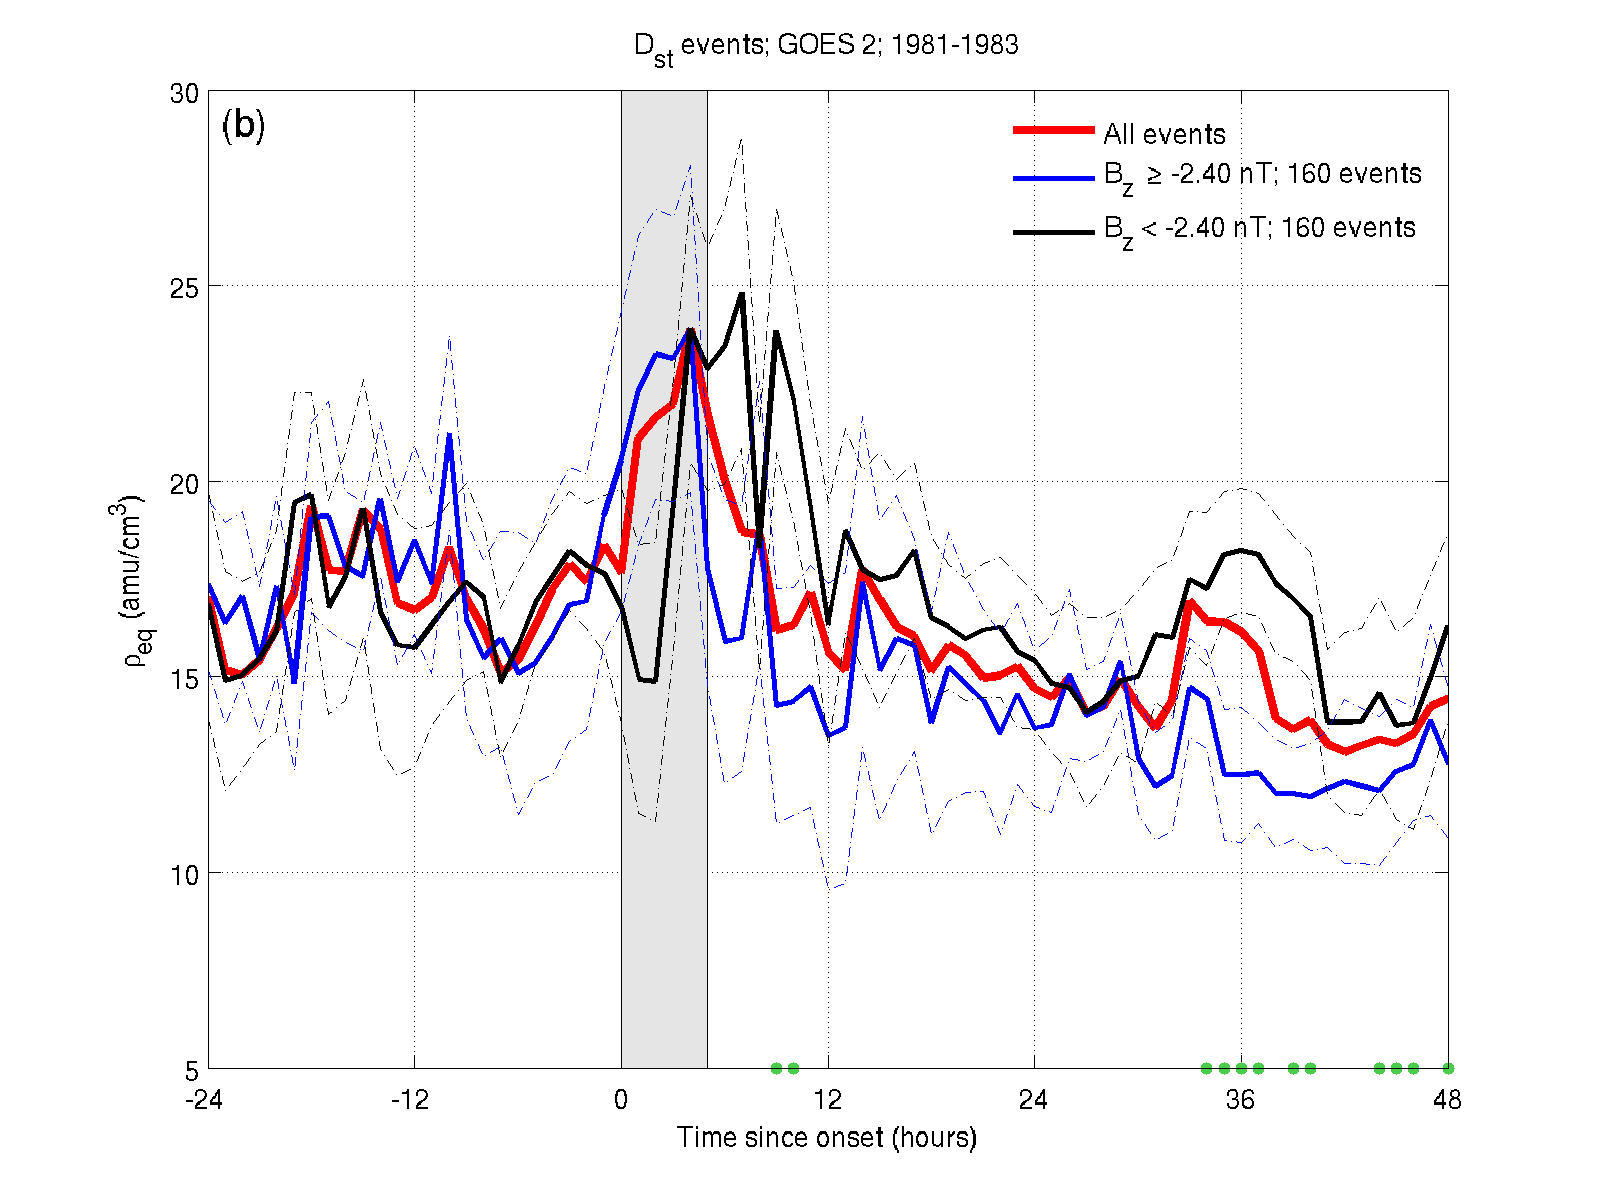 D_st events; GOES 2; 1981-1983
(b)
All events
B_z ≥ -2.40 nT; 160 events
B_z < -2.40 nT; 160 events
30
25
20
15
10
5
ρ_eq (amu/cm^3)
-24 -12 0 12 24 36 48
Time since onset (hours)